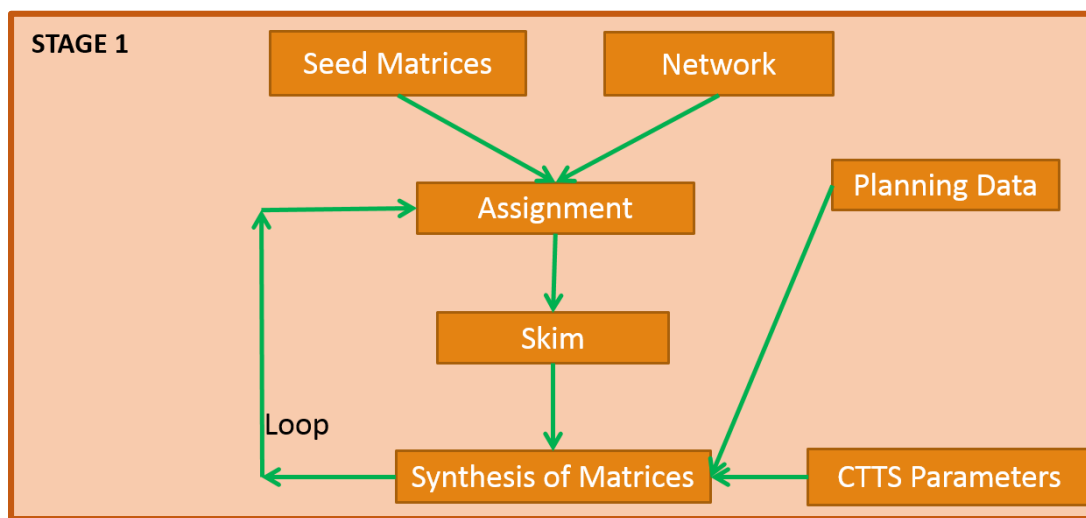 STAGE 1
Seed Matrices
Network
Planning Data
Assignment
Skim
Loop
Synthesis of Matrices
CTTS Parameters